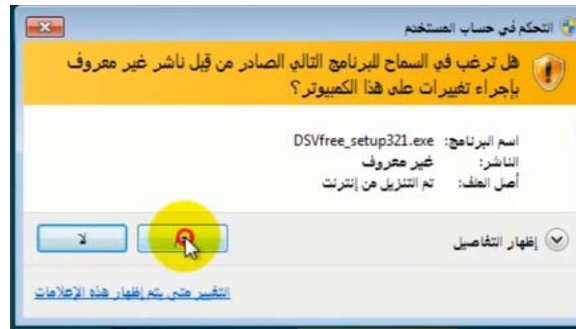 التحكم في حساب المستخدم
هل ترغب في السماح للبرنامج التالي الصادر من قِبل ناشر غير معروف
بإجراء تغييرات على هذا الكمبيوتر؟
اسم البرنامج: DSVfree_setup321.exe
الناشر: غير معروف
أصل الملف: تم التنزيل من إنترنت
إظهار التفاصيل
لا
التغيير متى يتم إظهار هذه الإعلامات